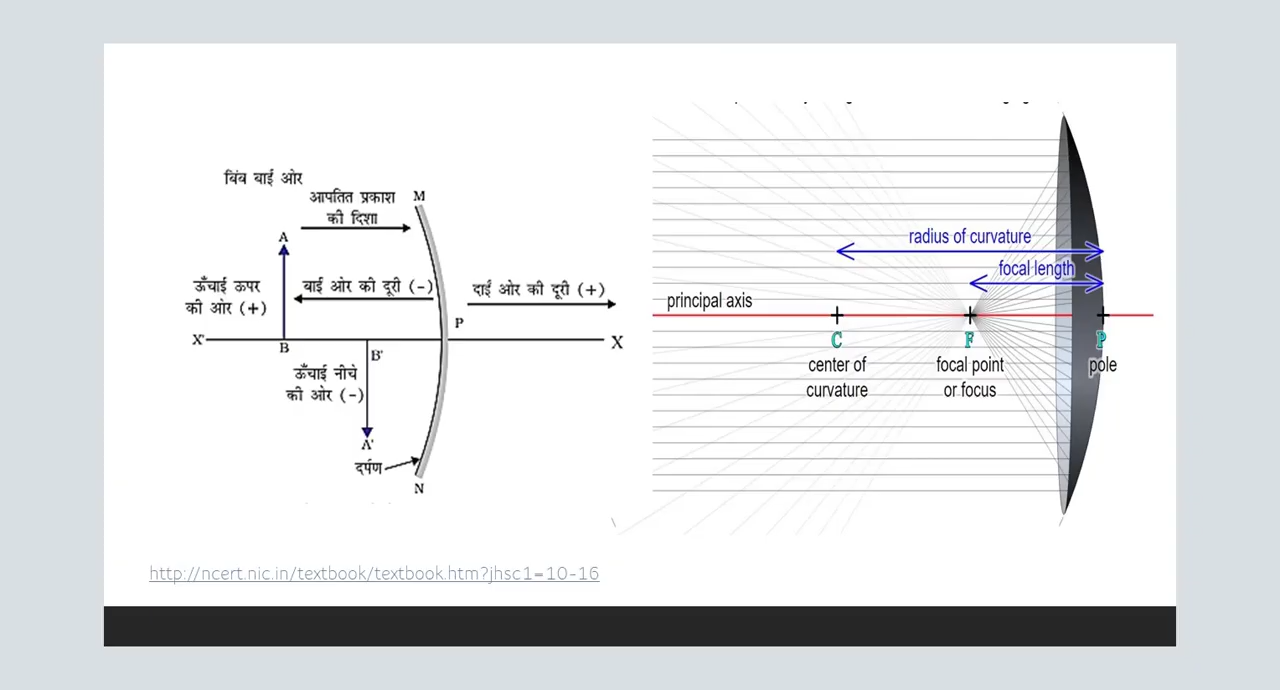 बिंब बाईं ओर
आपतित प्रकाश
की दिशा
M
A
ऊँचाई ऊपर
की ओर (+)
बाईं ओर की दूरी (-)
दाईं ओर की दूरी (+)
P
X'
B
B'
X
ऊँचाई नीचे
की ओर (-)
A'
दर्पण
N
radius of curvature
focal length
principal axis
C
F
P
center of
curvature
focal point
or focus
pole
http://ncert.nic.in/textbook/textbook.htm?jhsc1=10-16